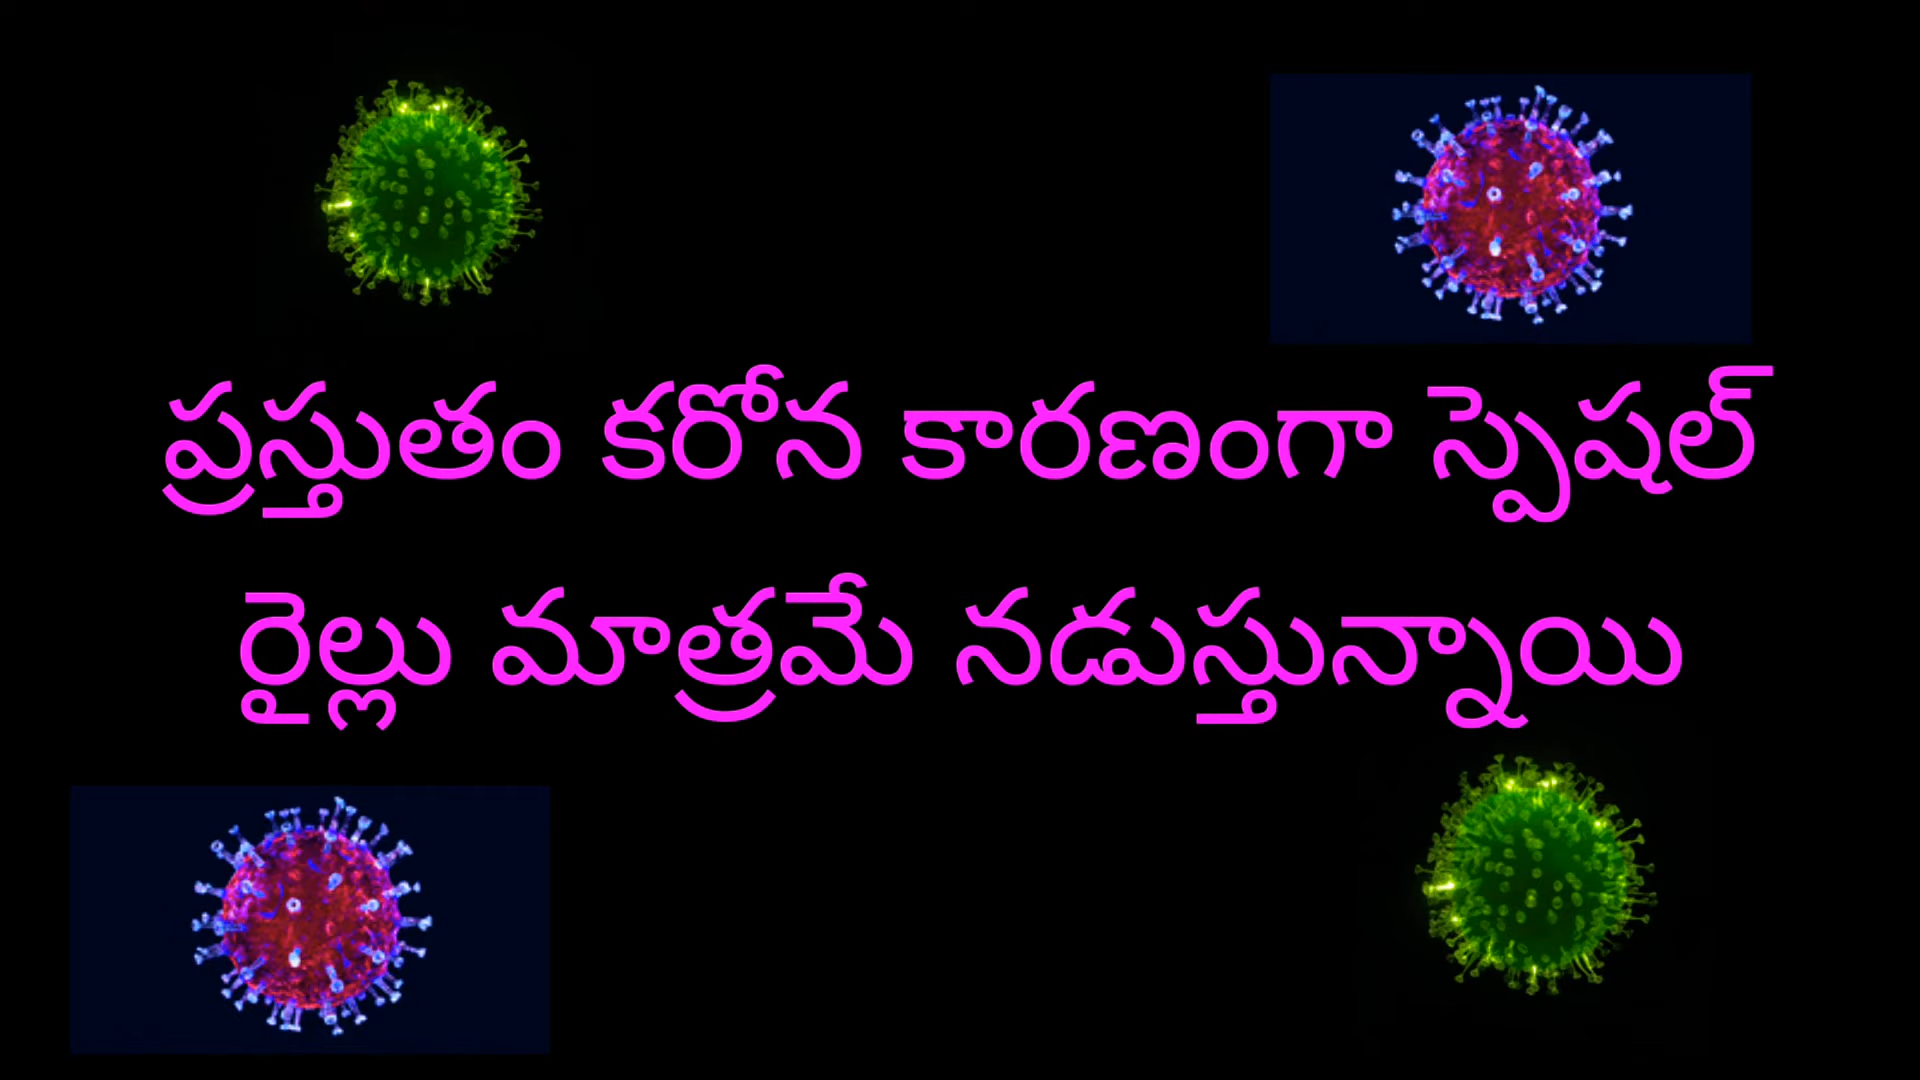 ప్రస్తుతం కరోన కారణంగా స్పెషల్
రైల్లు మాత్రమే నడుస్తున్నాయి